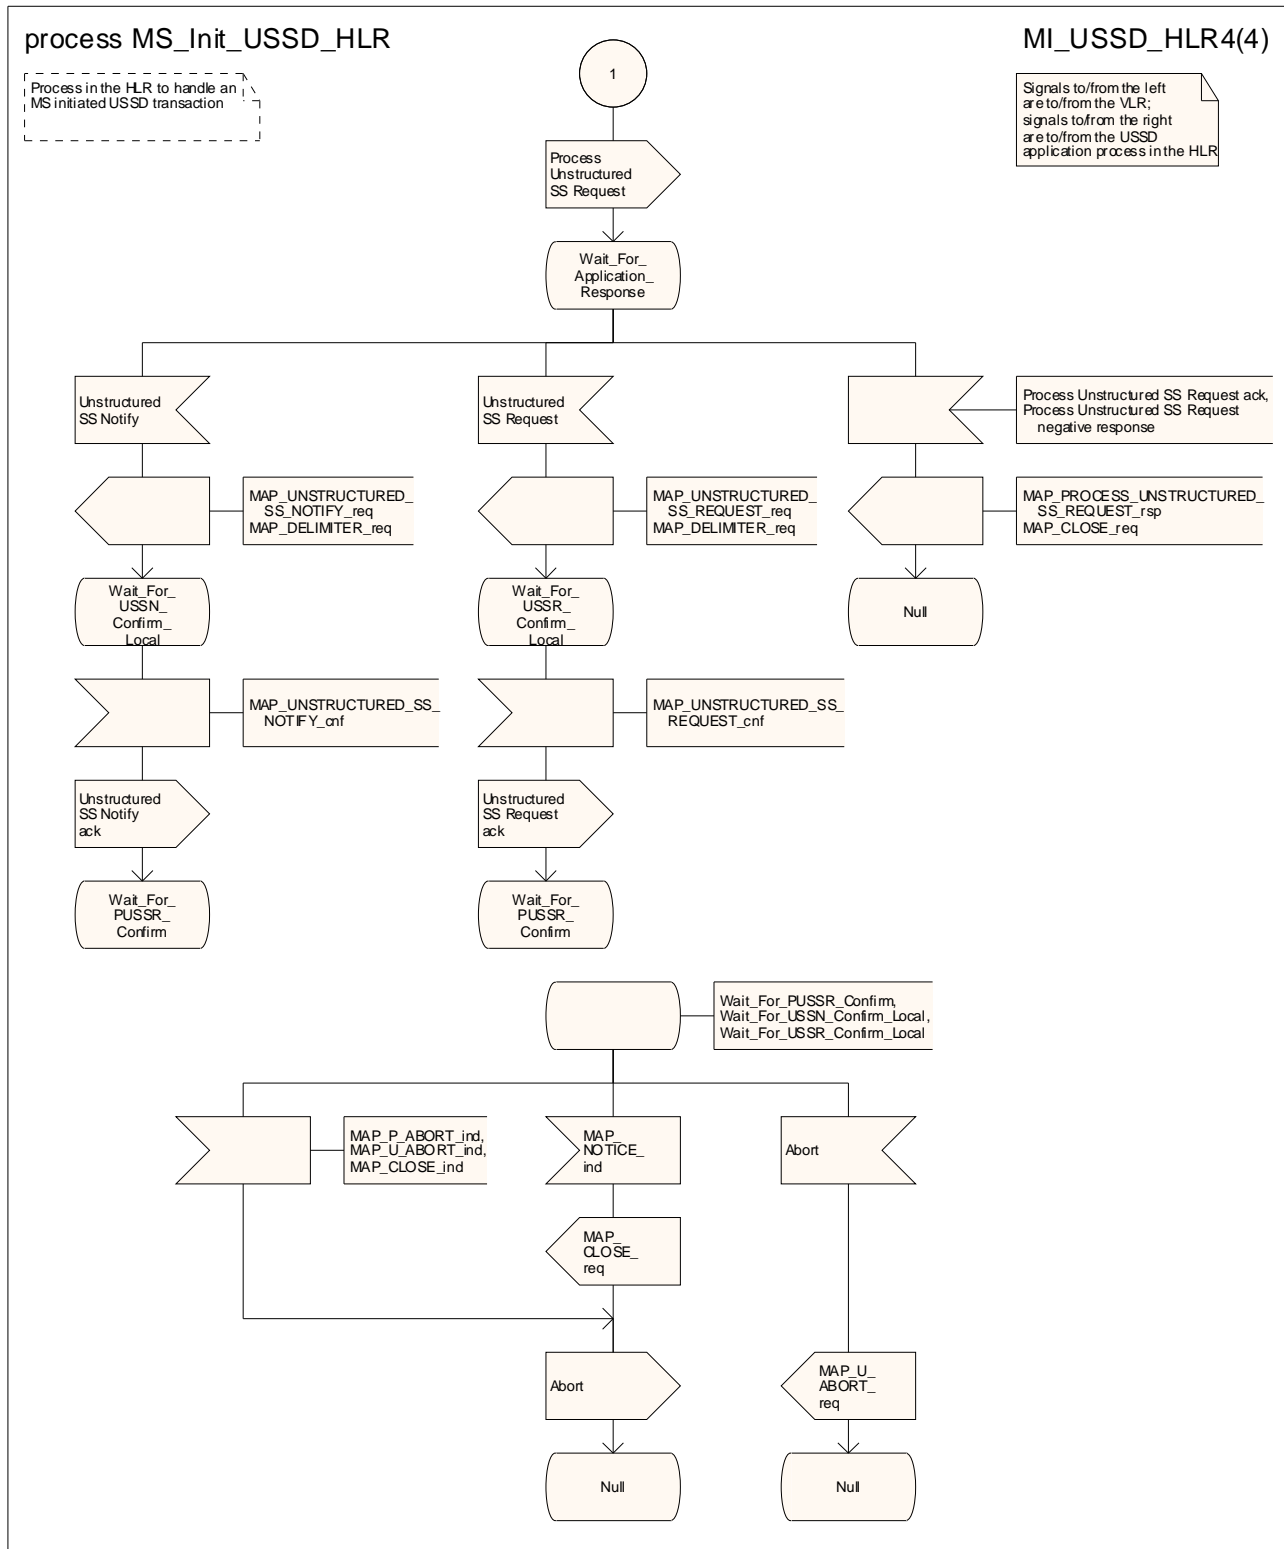 process MS_Init_USSD_HLR
MI_USSD_HLR4(4)
Process in the HLR to handle an
MS initiated USSD transaction
1
Signals to/from the left
are to/from the VLR;
signals to/from the right
are to/from the USSD
application process in the HLR
Process
Unstructured
SS Request
Wait_For_
Application_
Response
Unstructured
SS Notify
Unstructured
SS Request
Process Unstructured SS Request ack,
Process Unstructured SS Request
negative response
MAP_UNSTRUCTURED_
SS_NOTIFY_req
MAP_DELIMITER_req
MAP_UNSTRUCTURED_
SS_REQUEST_req
MAP_DELIMITER_req
MAP_PROCESS_UNSTRUCTURED_
SS_REQUEST_rsp
MAP_CLOSE_req
Wait_For_
USSN_
Confirm_
Local
Wait_For_
USSR_
Confirm_
Local
Null
MAP_UNSTRUCTURED_SS_
NOTIFY_cnf
MAP_UNSTRUCTURED_SS_
REQUEST_cnf
Unstructured
SS Notify
ack
Unstructured
SS Request
ack
Wait_For_
PUSSR_
Confirm
Wait_For_
PUSSR_
Confirm
Wait_For_PUSSR_Confirm,
Wait_For_USSN_Confirm_Local,
Wait_For_USSR_Confirm_Local
MAP_P_ABORT_ind,
MAP_U_ABORT_ind,
MAP_CLOSE_ind
MAP_
NOTICE_
ind
Abort
MAP_
CLOSE_
req
Abort
MAP_U_
ABORT_
req
Null
Null